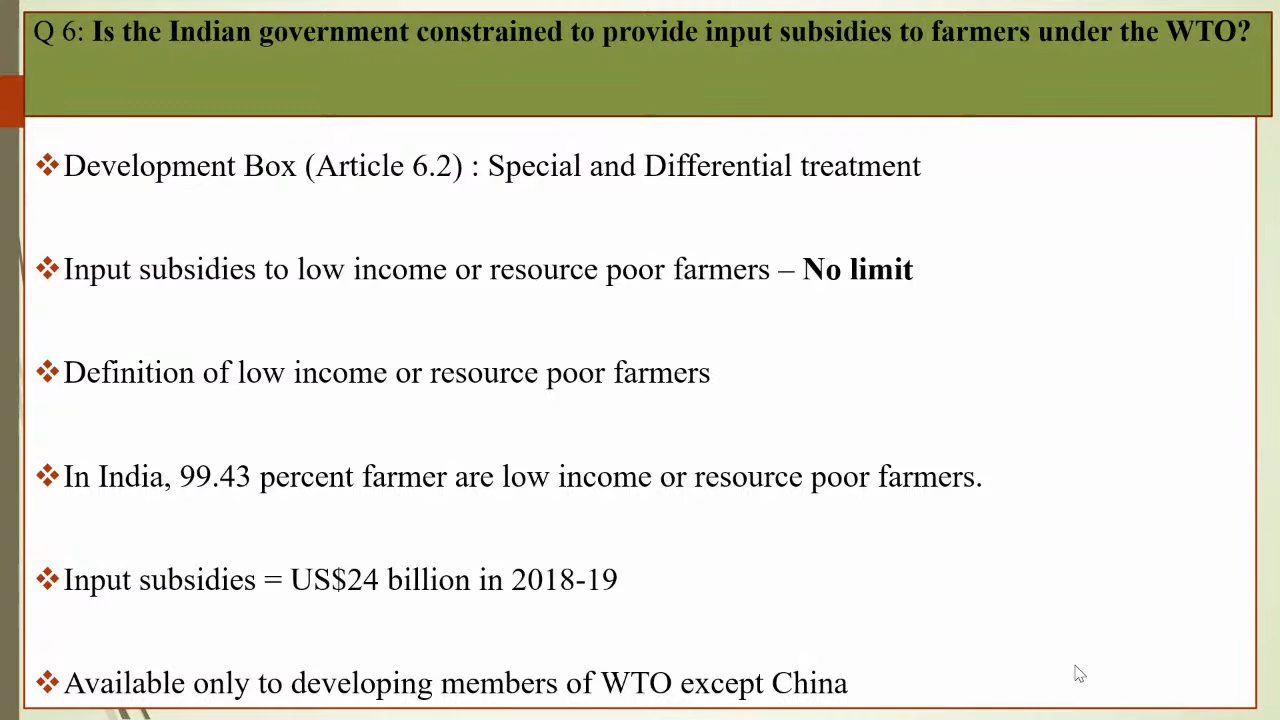 Q 6: Is the Indian government constrained to provide input subsidies to farmers under the WTO?
Development Box (Article 6.2) : Special and Differential treatment
Input subsidies to low income or resource poor farmers – No limit
Definition of low income or resource poor farmers
In India, 99.43 percent farmer are low income or resource poor farmers.
Input subsidies = US$24 billion in 2018-19
Available only to developing members of WTO except China